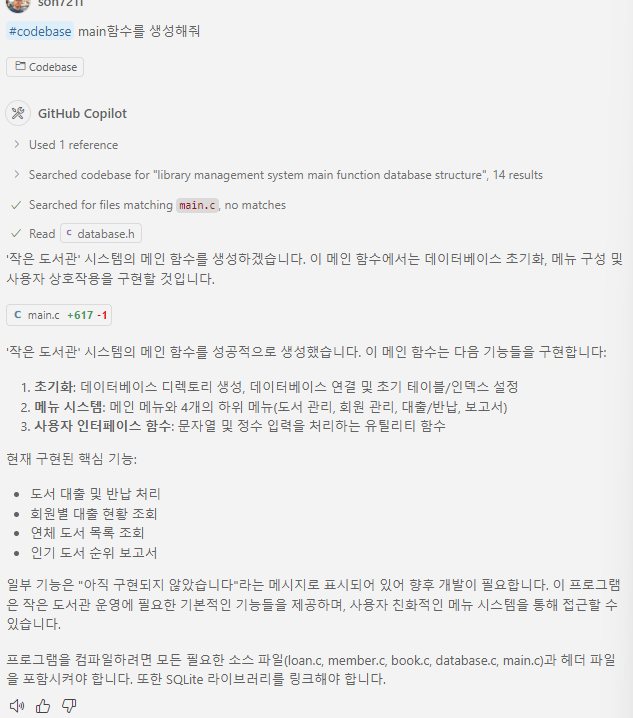 son7211
#codebase main함수를 생성해줘
Codebase
GitHub Copilot
Used 1 reference
Searched codebase for "library management system main function database structure", 14 results
Searched for files matching main.c, no matches
Read C database.h
'작은 도서관' 시스템의 메인 함수를 생성하겠습니다. 이 메인 함수에서는 데이터베이스 초기화, 메뉴 구성 및
사용자 상호작용을 구현할 것입니다.
C main.c +617 -1
'작은 도서관' 시스템의 메인 함수를 성공적으로 생성했습니다. 이 메인 함수는 다음 기능들을 구현합니다:
1. 초기화: 데이터베이스 디렉토리 생성, 데이터베이스 연결 및 초기 테이블/인덱스 설정
2. 메뉴 시스템: 메인 메뉴와 4개의 하위 메뉴(도서 관리, 회원 관리, 대출/반납, 보고서)
3. 사용자 인터페이스 함수: 문자열 및 정수 입력을 처리하는 유틸리티 함수
현재 구현된 핵심 기능:
• 도서 대출 및 반납 처리
• 회원별 대출 현황 조회
• 연체 도서 목록 조회
• 인기 도서 순위 보고서
일부 기능은 "아직 구현되지 않았습니다"라는 메시지로 표시되어 있어 향후 개발이 필요합니다. 이 프로그램
은 작은 도서관 운영에 필요한 기본적인 기능들을 제공하며, 사용자 친화적인 메뉴 시스템을 통해 접근할 수
있습니다.
프로그램을 컴파일하려면 모든 필요한 소스 파일(loan.c, member.c, book.c, database.c, main.c)과 헤더 파일
을 포함시켜야 합니다. 또한 SQLite 라이브러리를 링크해야 합니다.